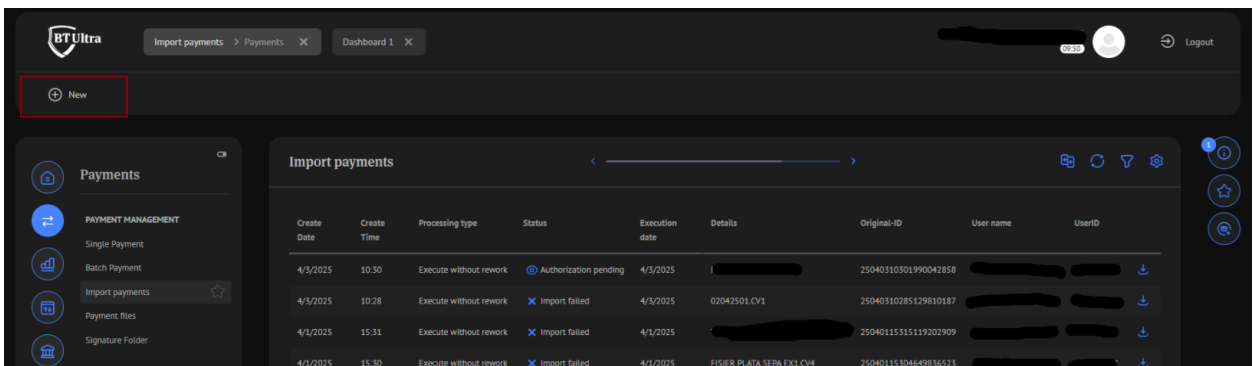 BT Ultra
Import payments > Payments ✕
Dashboard 1 ✕
09:50
Logout
New
Payments
PAYMENT MANAGEMENT
Single Payment
Batch Payment
Import payments
Payment files
Signature Folder
Import payments
1
Create Date Create Time Processing type Status Execution date Details Original-ID User name UserID
4/3/2025 10:30 Execute without rework Authorization pending 4/3/2025 25040310301990042858
4/3/2025 10:28 Execute without rework Import failed 4/3/2025 02042501.CV1 25040310285129810187
4/1/2025 15:31 Execute without rework Import failed 4/1/2025 25040115315119202909
4/1/2025 15:30 Execute without rework Import failed 4/1/2025 FISIER PLATA SEPA EX1.CV4 25040115304649836523